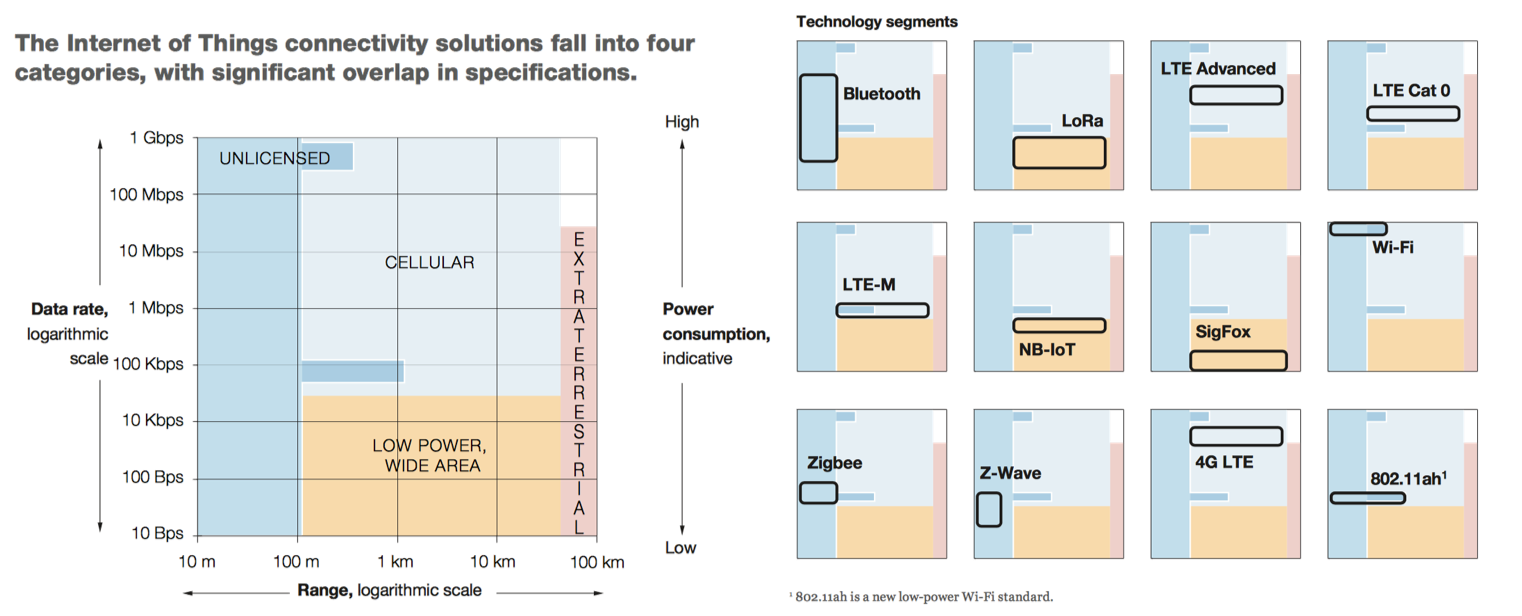 The Internet of Things connectivity solutions fall into four
categories, with significant overlap in specifications.
1 Gbps
100 Mbps
10 Mbps
1 Mbps
100 Kbps
10 Kbps
100 Bps
10 Bps
Data rate,
logarithmic
scale
UNLICENSED
CELLULAR
LOW POWER,
WIDE AREA
EXTRATERRESTRIAL
10 m
100 m
1 km
10 km
100 km
Range, logarithmic scale
High
Power
consumption,
indicative
Low
Technology segments
Bluetooth
LoRa
LTE Advanced
LTE Cat 0
LTE-M
NB-IoT
SigFox
Wi-Fi
Zigbee
Z-Wave
4G LTE
802.11ah¹
¹ 802.11ah is a new low-power Wi-Fi standard.